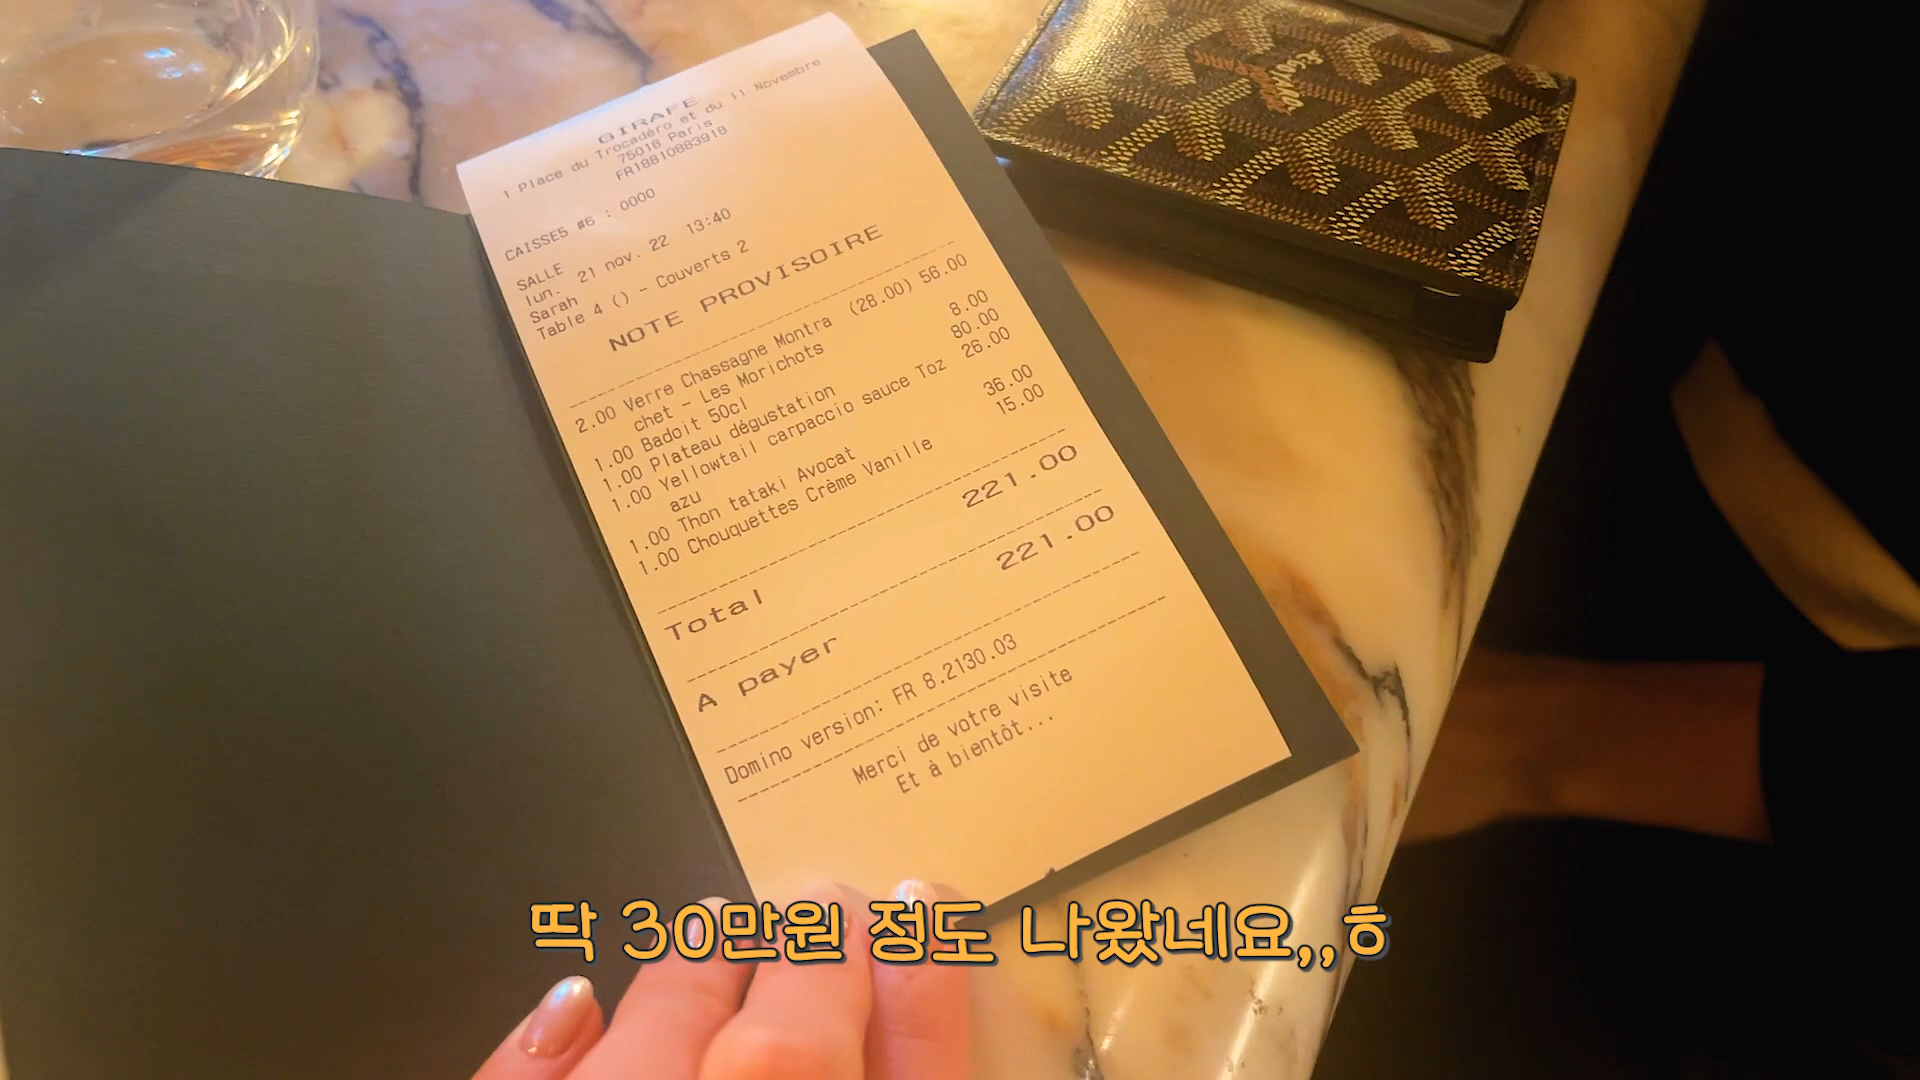 GIRAFE
1 Place du Trocadéro et du 11 Novembre
75016 Paris
FR18810883918
CAISSE5 #6 : 0000
SALLE
lun. 21 nov. 22 13:40
Sarah
Table 4 () - Couverts 2
NOTE PROVISOIRE
2.00 Verre Chassagne Montra (28.00) 56.00
chet - Les Morichots
1.00 Badoit 50cl 8.00
1.00 Plateau dégustation 80.00
1.00 Yellowtail carpaccio sauce Toz 26.00
azu
1.00 Thon tataki Avocat 36.00
1.00 Chouquettes Crème Vanille 15.00
Total 221.00
A payer 221.00
Domino version: FR 8.2130.03
Merci de votre visite
Et à bientôt...
딱 30만원 정도 나왔네요,,ㅎ